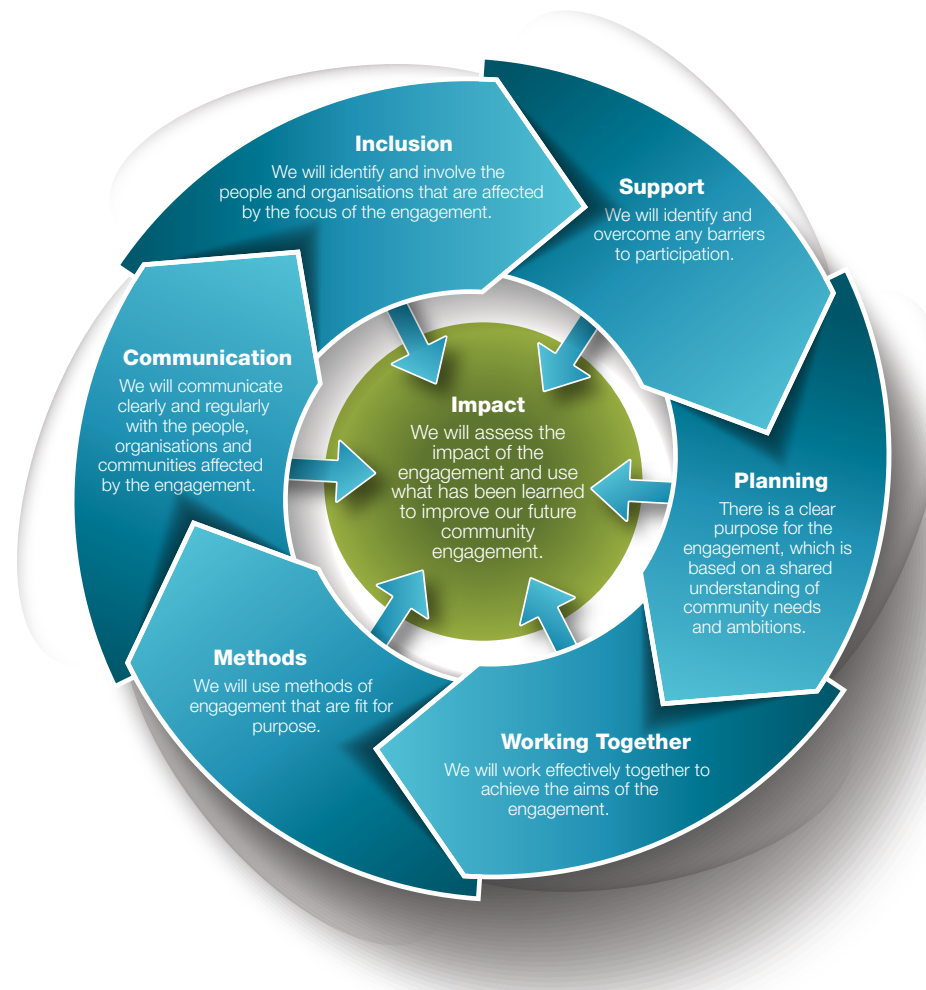 Inclusion
We will identify and involve the
people and organisations that are affected
by the focus of the engagement.
Support
We will identify and
overcome any barriers
to participation.
Planning
There is a clear
purpose for the
engagement, which is
based on a shared
understanding of
community needs
and ambitions.
Working Together
We will work effectively together to
achieve the aims of the
engagement.
Methods
We will use methods of
engagement that are fit for
purpose.
Communication
We will communicate
clearly and regularly
with the people,
organisations and
communities affected
by the engagement.
Impact
We will assess the
impact of the
engagement and use
what has been learned
to improve our future
community
engagement.